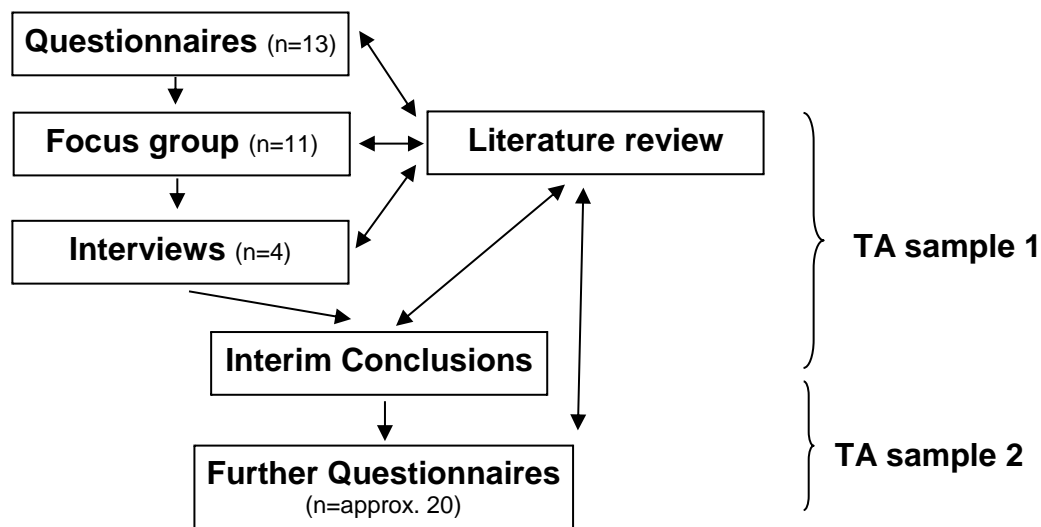 Questionnaires (n=13)
Focus group (n=11)
Literature review
Interviews (n=4)
TA sample 1
Interim Conclusions
Further Questionnaires
(n=approx. 20)
TA sample 2